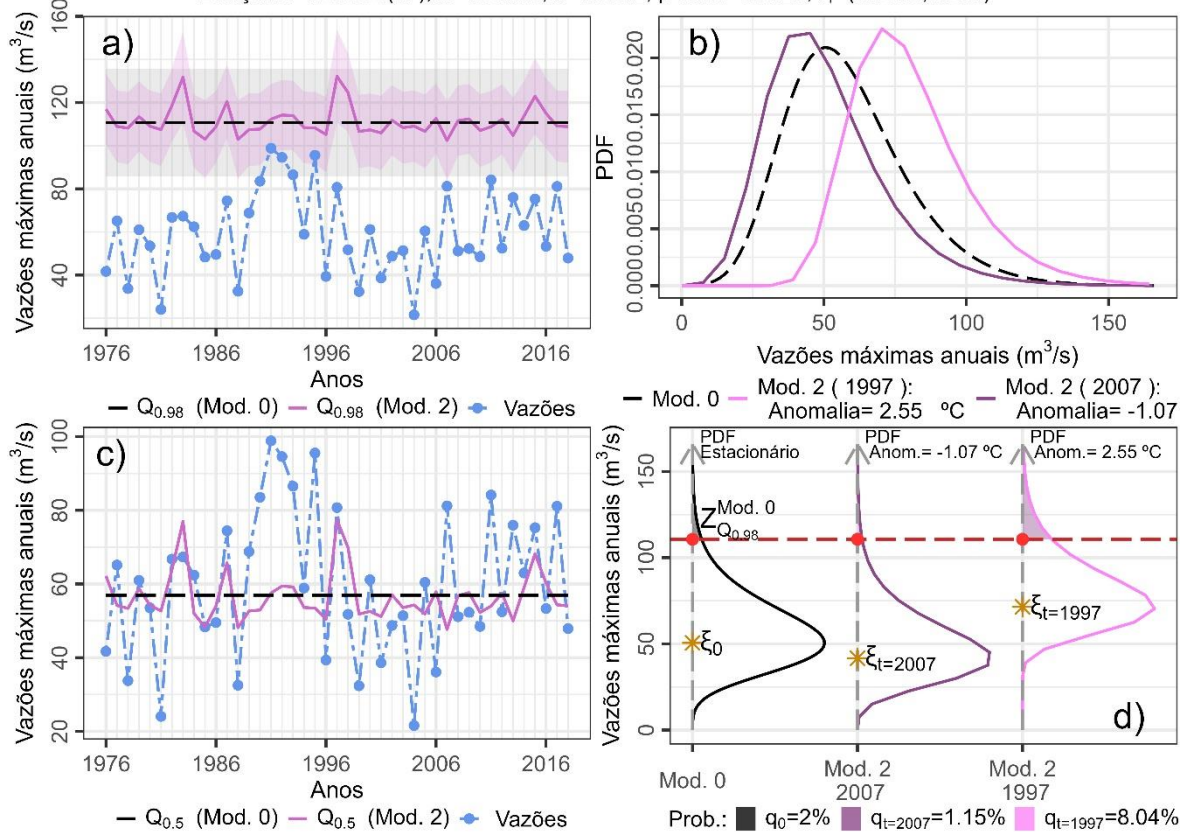 a)
Vazões máximas anuais (m³/s)
160
120
80
40
1976
1986
1996
2006
2016
Anos
Q0.98 (Mod. 0)
Q0.98 (Mod. 2)
Vazões
b)
PDF
0.000
0.005
0.010
0.015
0.020
0
50
100
150
Vazões máximas anuais (m³/s)
Mod. 0
Mod. 2 ( 1997 ):
Anomalia= 2.55 ºC
Mod. 2 ( 2007 ):
Anomalia= -1.07
c)
Vazões máximas anuais (m³/s)
100
80
60
40
20
1976
1986
1996
2006
2016
Anos
Q0.5 (Mod. 0)
Q0.5 (Mod. 2)
Vazões
d)
Vazões máximas anuais (m³/s)
150
100
50
0
PDF
Estacionário
PDF
Anom.= -1.07 ºC
PDF
Anom.= 2.55 ºC
Z Mod. 0 Q0.98
ξ0
ξt=2007
ξt=1997
Mod. 0
Mod. 2
2007
Mod. 2
1997
Prob.:
q0=2%
qt=2007=1.15%
qt=1997=8.04%